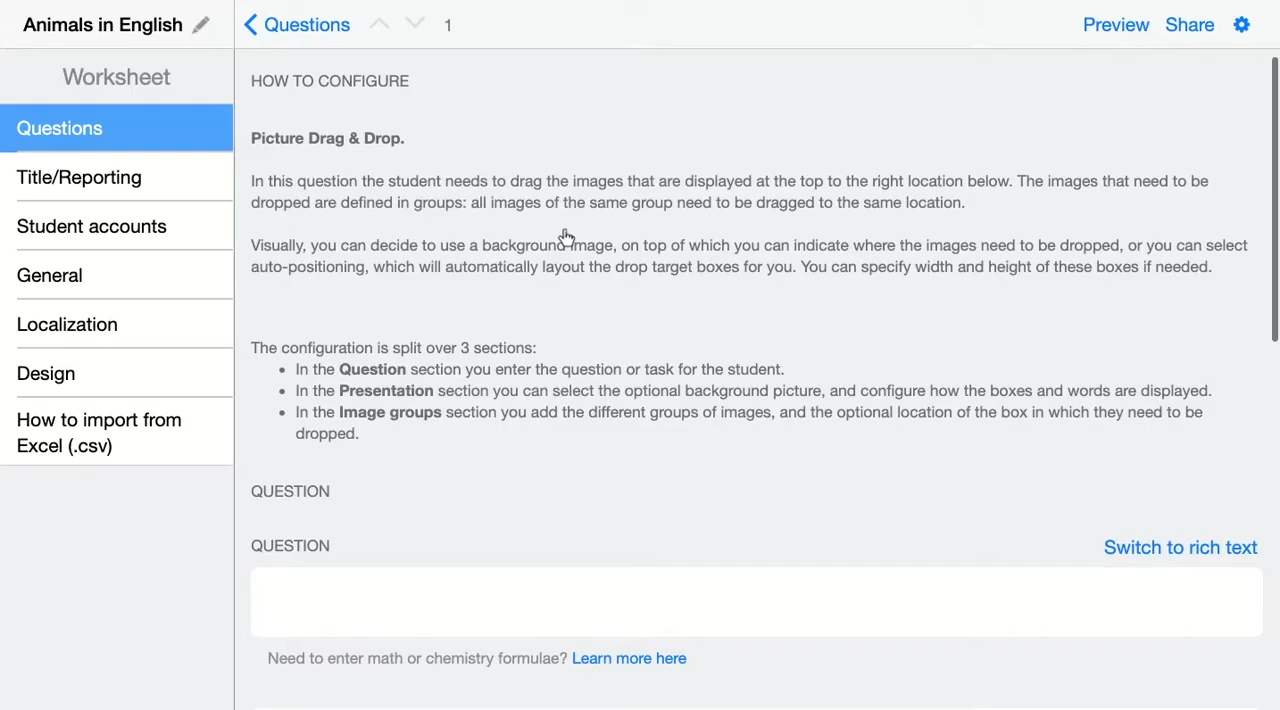 Animals in English
Questions
1
Preview
Share
Worksheet
Questions
Title/Reporting
Student accounts
General
Localization
Design
How to import from
Excel (.csv)
HOW TO CONFIGURE
Picture Drag & Drop.
In this question the student needs to drag the images that are displayed at the top to the right location below. The images that need to be
dropped are defined in groups: all images of the same group need to be dragged to the same location.
Visually, you can decide to use a background image, on top of which you can indicate where the images need to be dropped, or you can select
auto-positioning, which will automatically layout the drop target boxes for you. You can specify width and height of these boxes if needed.
The configuration is split over 3 sections:
• In the Question section you enter the question or task for the student.
• In the Presentation section you can select the optional background picture, and configure how the boxes and words are displayed.
• In the Image groups section you add the different groups of images, and the optional location of the box in which they need to be
dropped.
QUESTION
QUESTION
Switch to rich text
Need to enter math or chemistry formulae? Learn more here